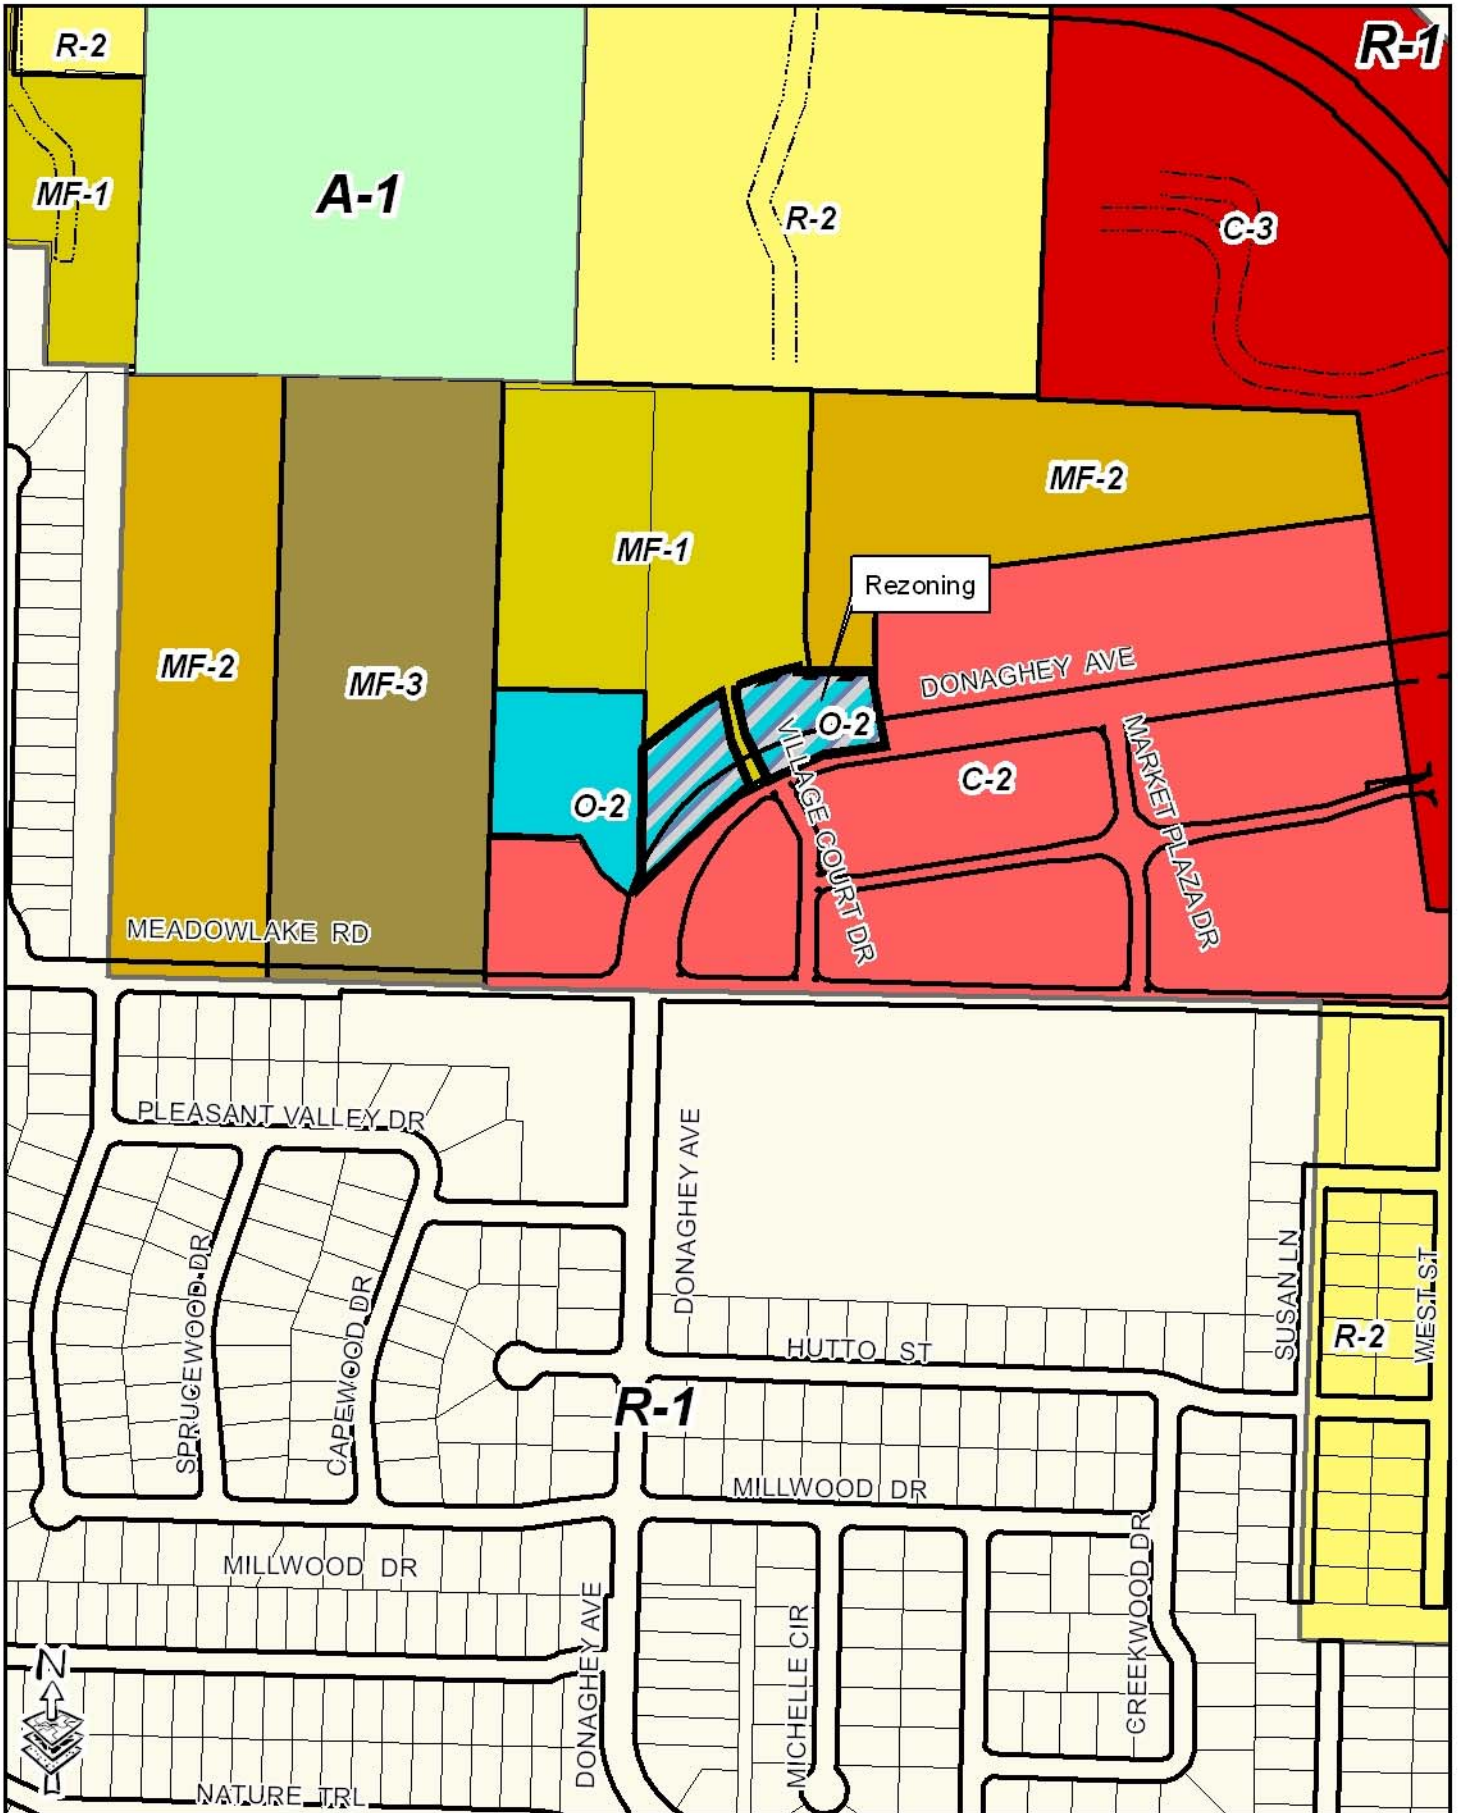 R-2
R-1
MF-1
A-1
R-2
C-3
MF-2
MF-1
Rezoning
MF-2
MF-3
DONAGHEY AVE
O-2
VILLAGE COURT DR
MARKET PLAZA DR
C-2
O-2
MEADOWLAKE RD
PLEASANT VALLEY DR
DONAGHEY AVE
SPRUCEWOOD DR
CAPEWOOD DR
SUSAN LN
WEST ST
R-2
HUTTO ST
R-1
MILLWOOD DR
MILLWOOD DR
CREEKWOOD DR
DONAGHEY AVE
MICHELLE CIR
N
NATURE TRL